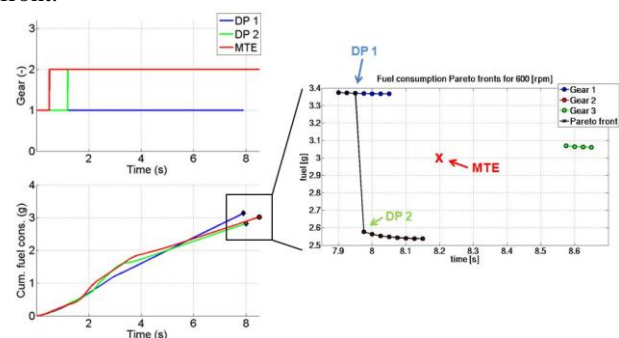 front.
DP 1
DP 2
MTE
Gear (-)
3
2
1
0
2
4
6
8
Time (s)
Cum. fuel cons. (g)
4
3
2
1
0
2
4
6
8
Time (s)
DP 1
Fuel consumption Pareto fronts for 600 [rpm]
Gear 1
Gear 2
Gear 3
Pareto front
fuel [g]
3.4
3.3
3.2
3.1
3
2.9
2.8
2.7
2.6
2.5
X
MTE
DP 2
7.9
8
8.1
8.2
8.3
8.4
8.5
8.6
time [s]